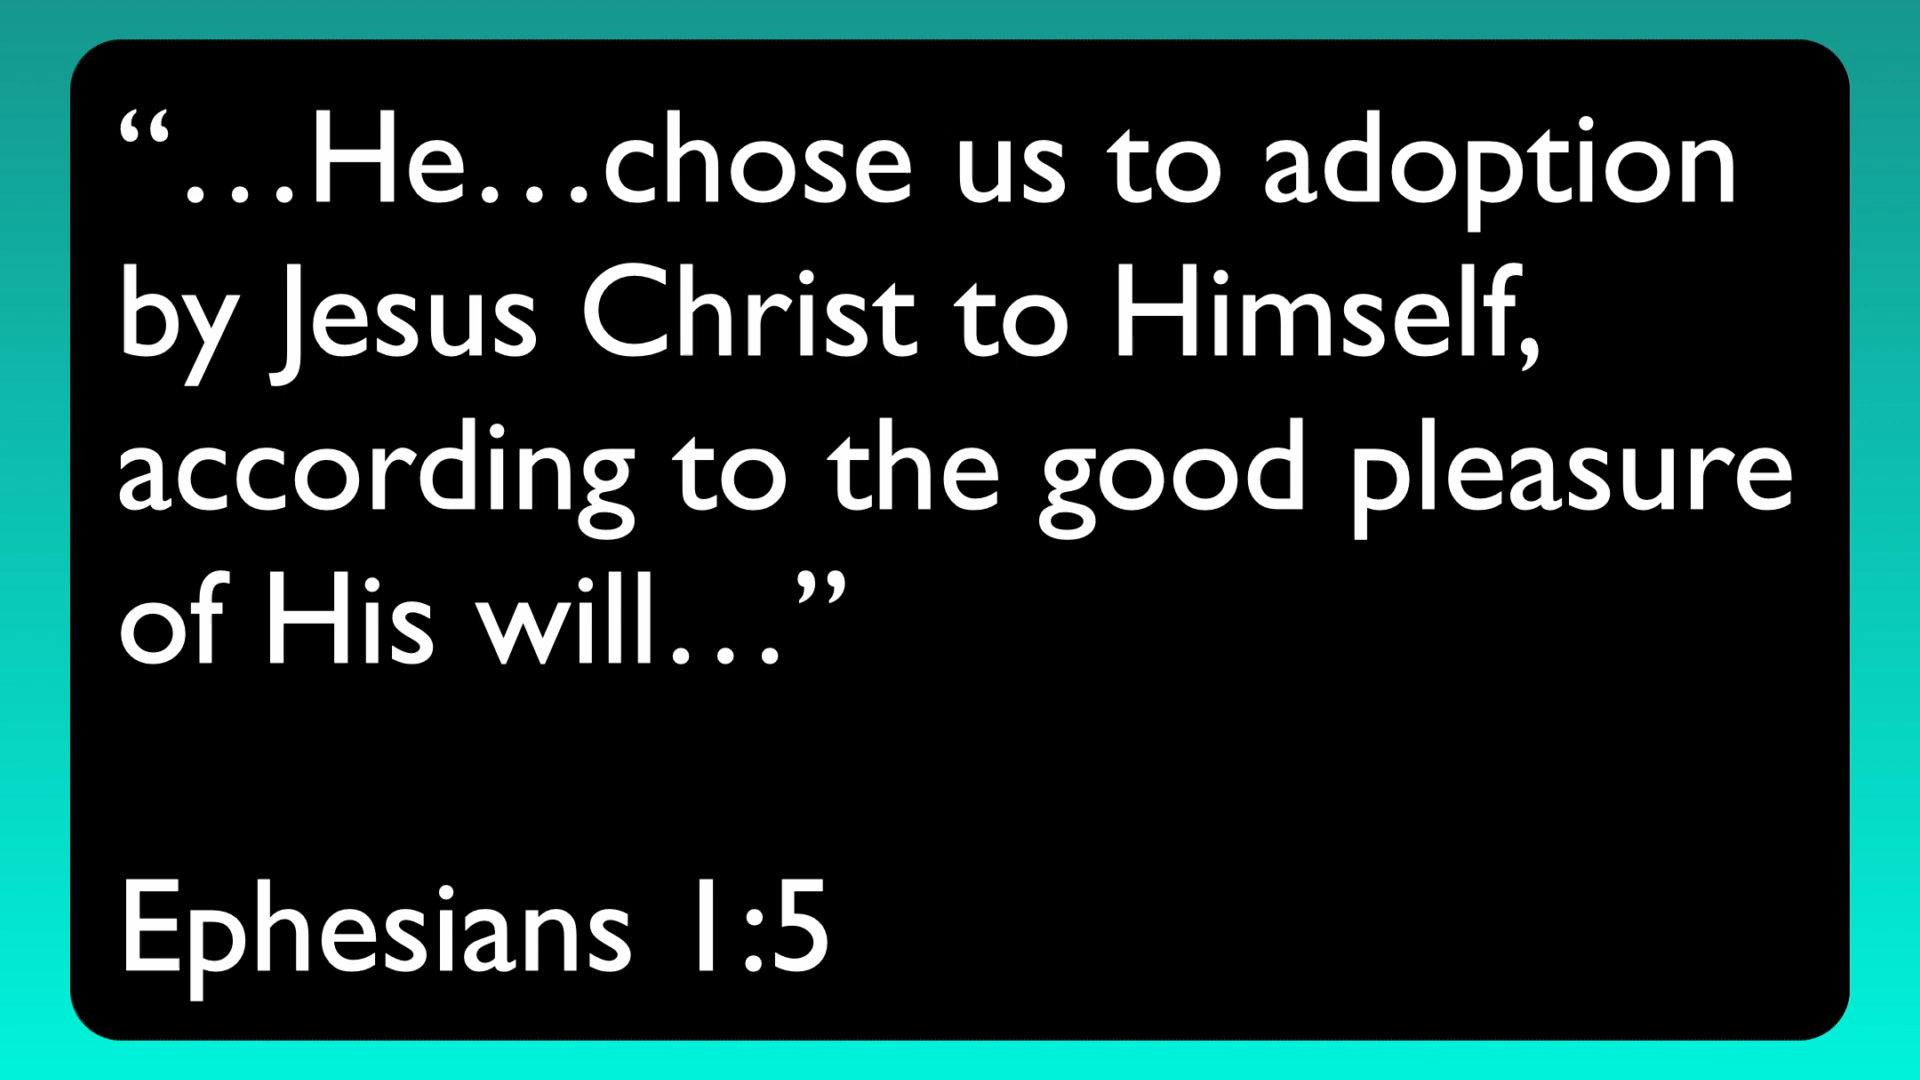 “…He…chose us to adoption
by Jesus Christ to Himself,
according to the good pleasure
of His will…”
Ephesians 1:5